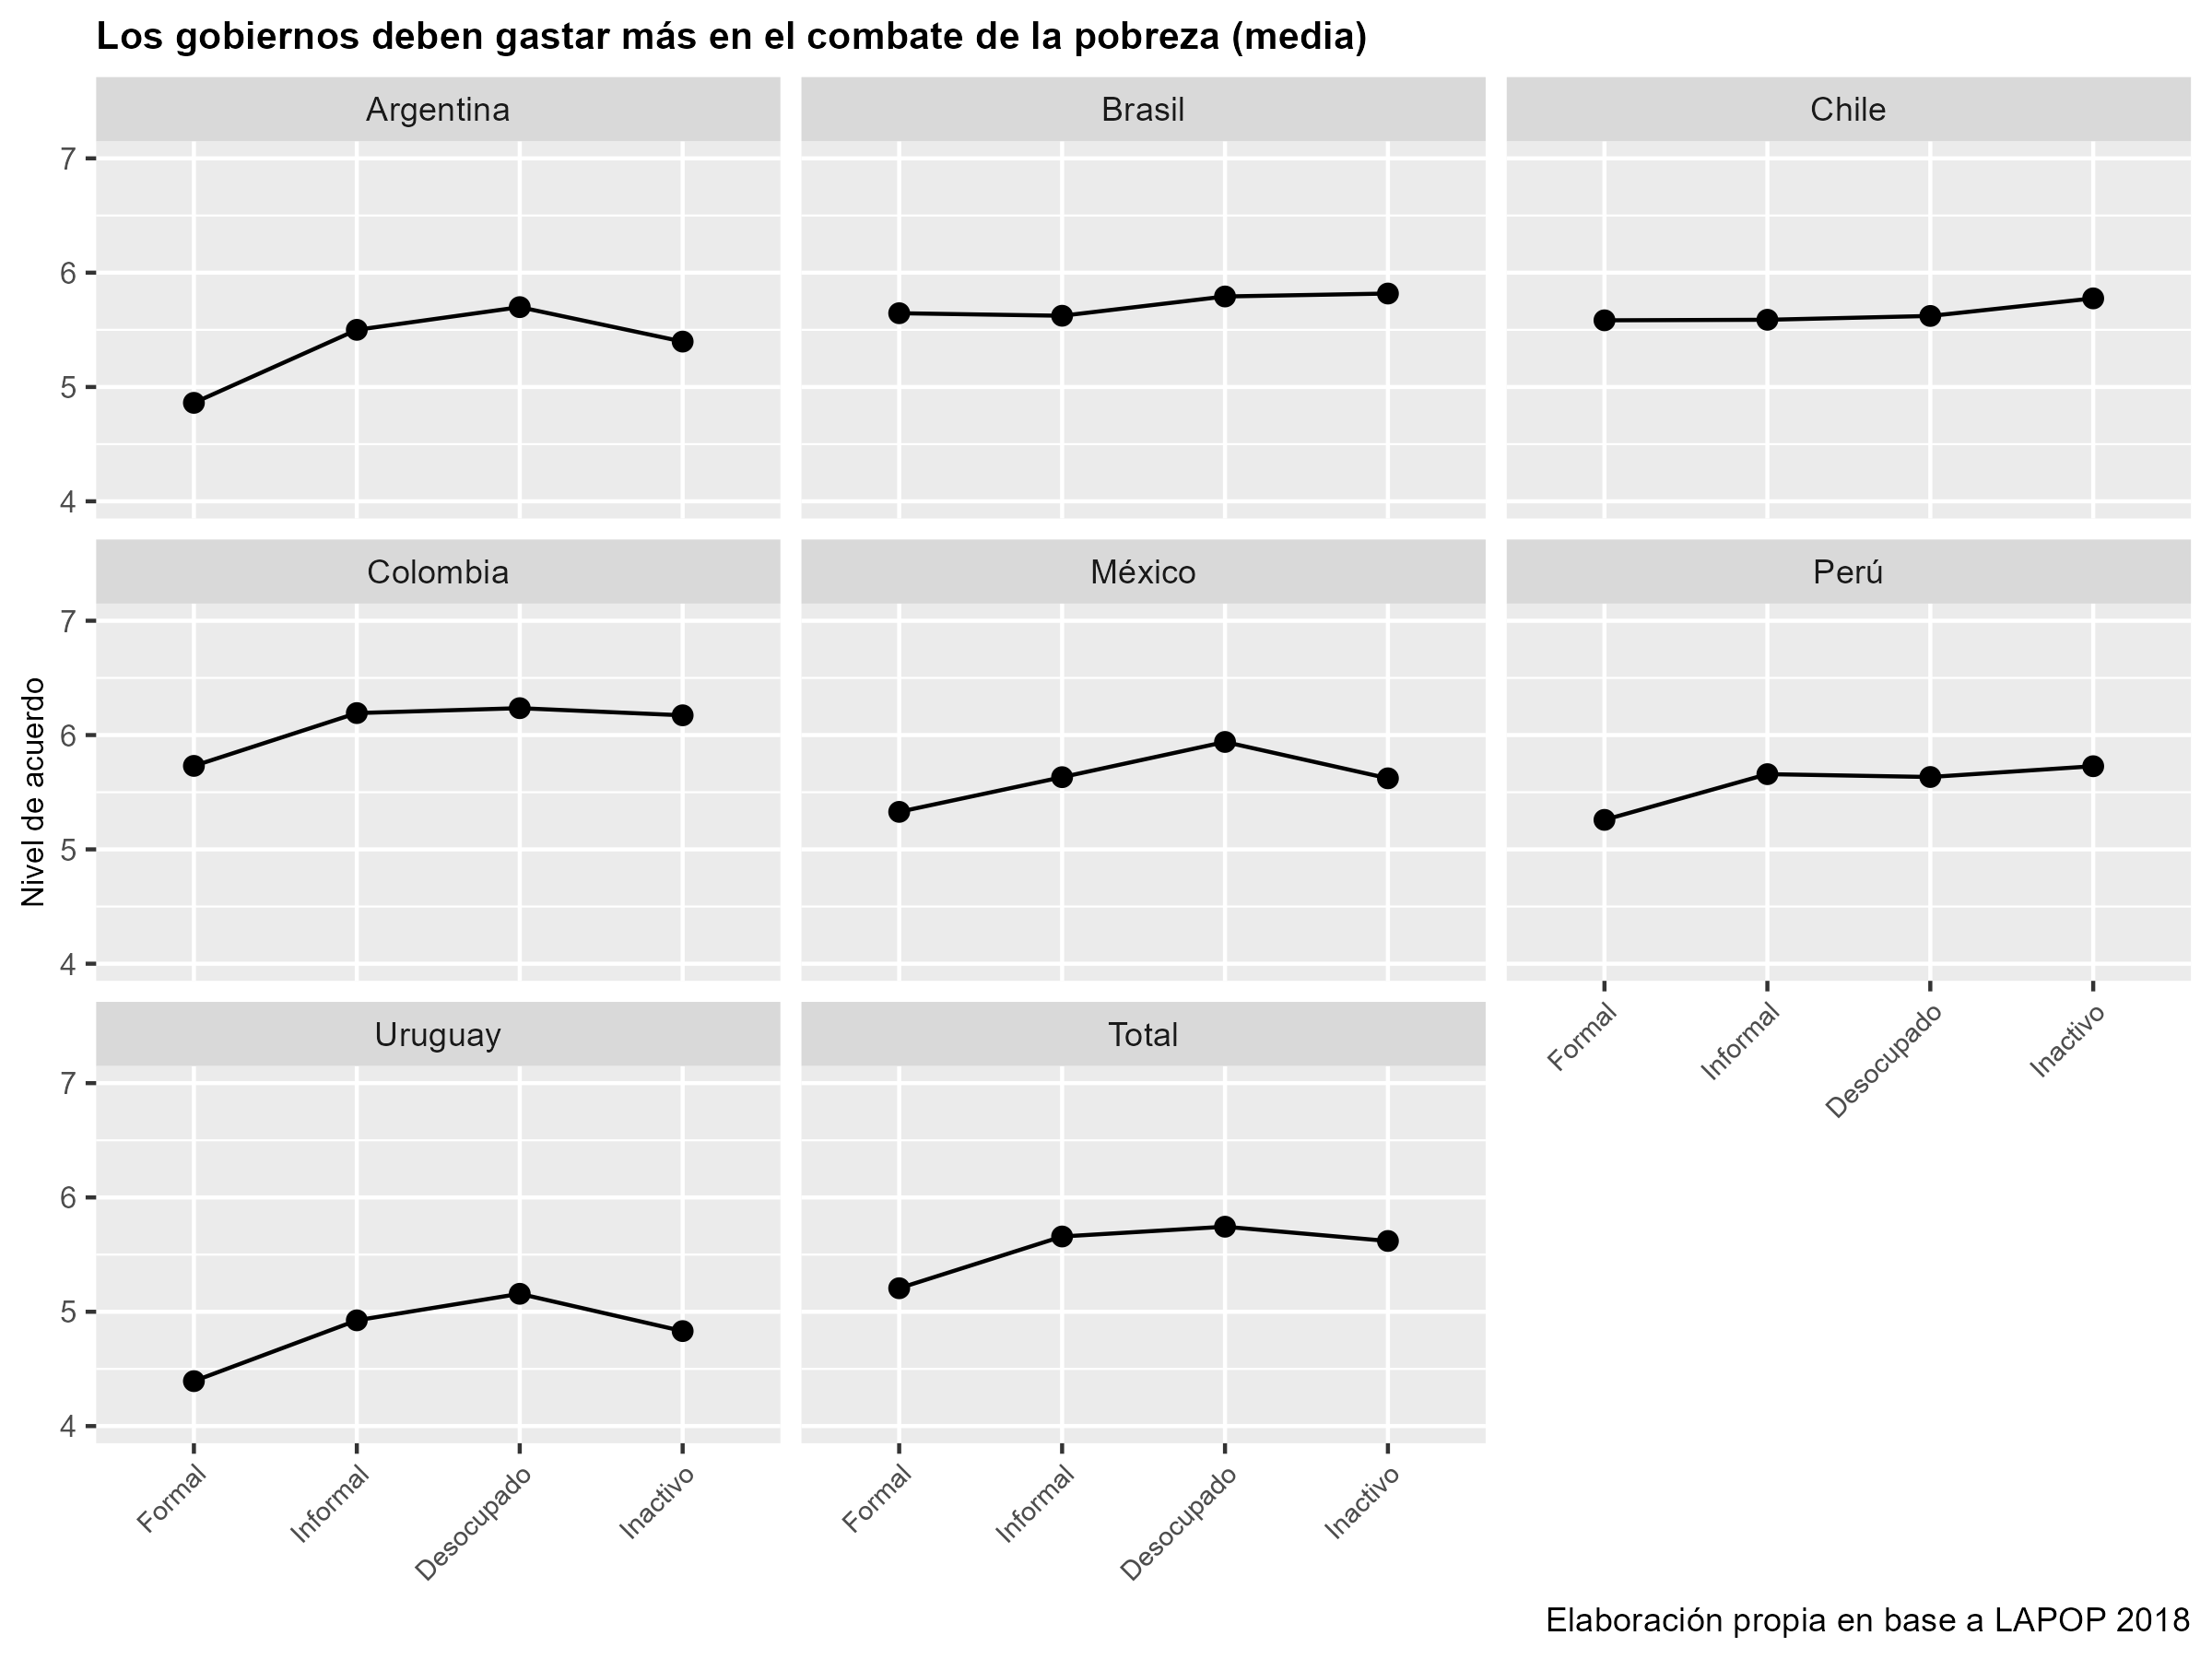 Los gobiernos deben gastar más en el combate de la pobreza (media)
Argentina
Brasil
Chile
7
6
5
4
Colombia
México
Perú
Nivel de acuerdo
7
6
5
4
Formal
Informal
Desocupado
Inactivo
Uruguay
Total
7
6
5
4
Formal
Informal
Desocupado
Inactivo
Formal
Informal
Desocupado
Inactivo
Elaboración propia en base a LAPOP 2018